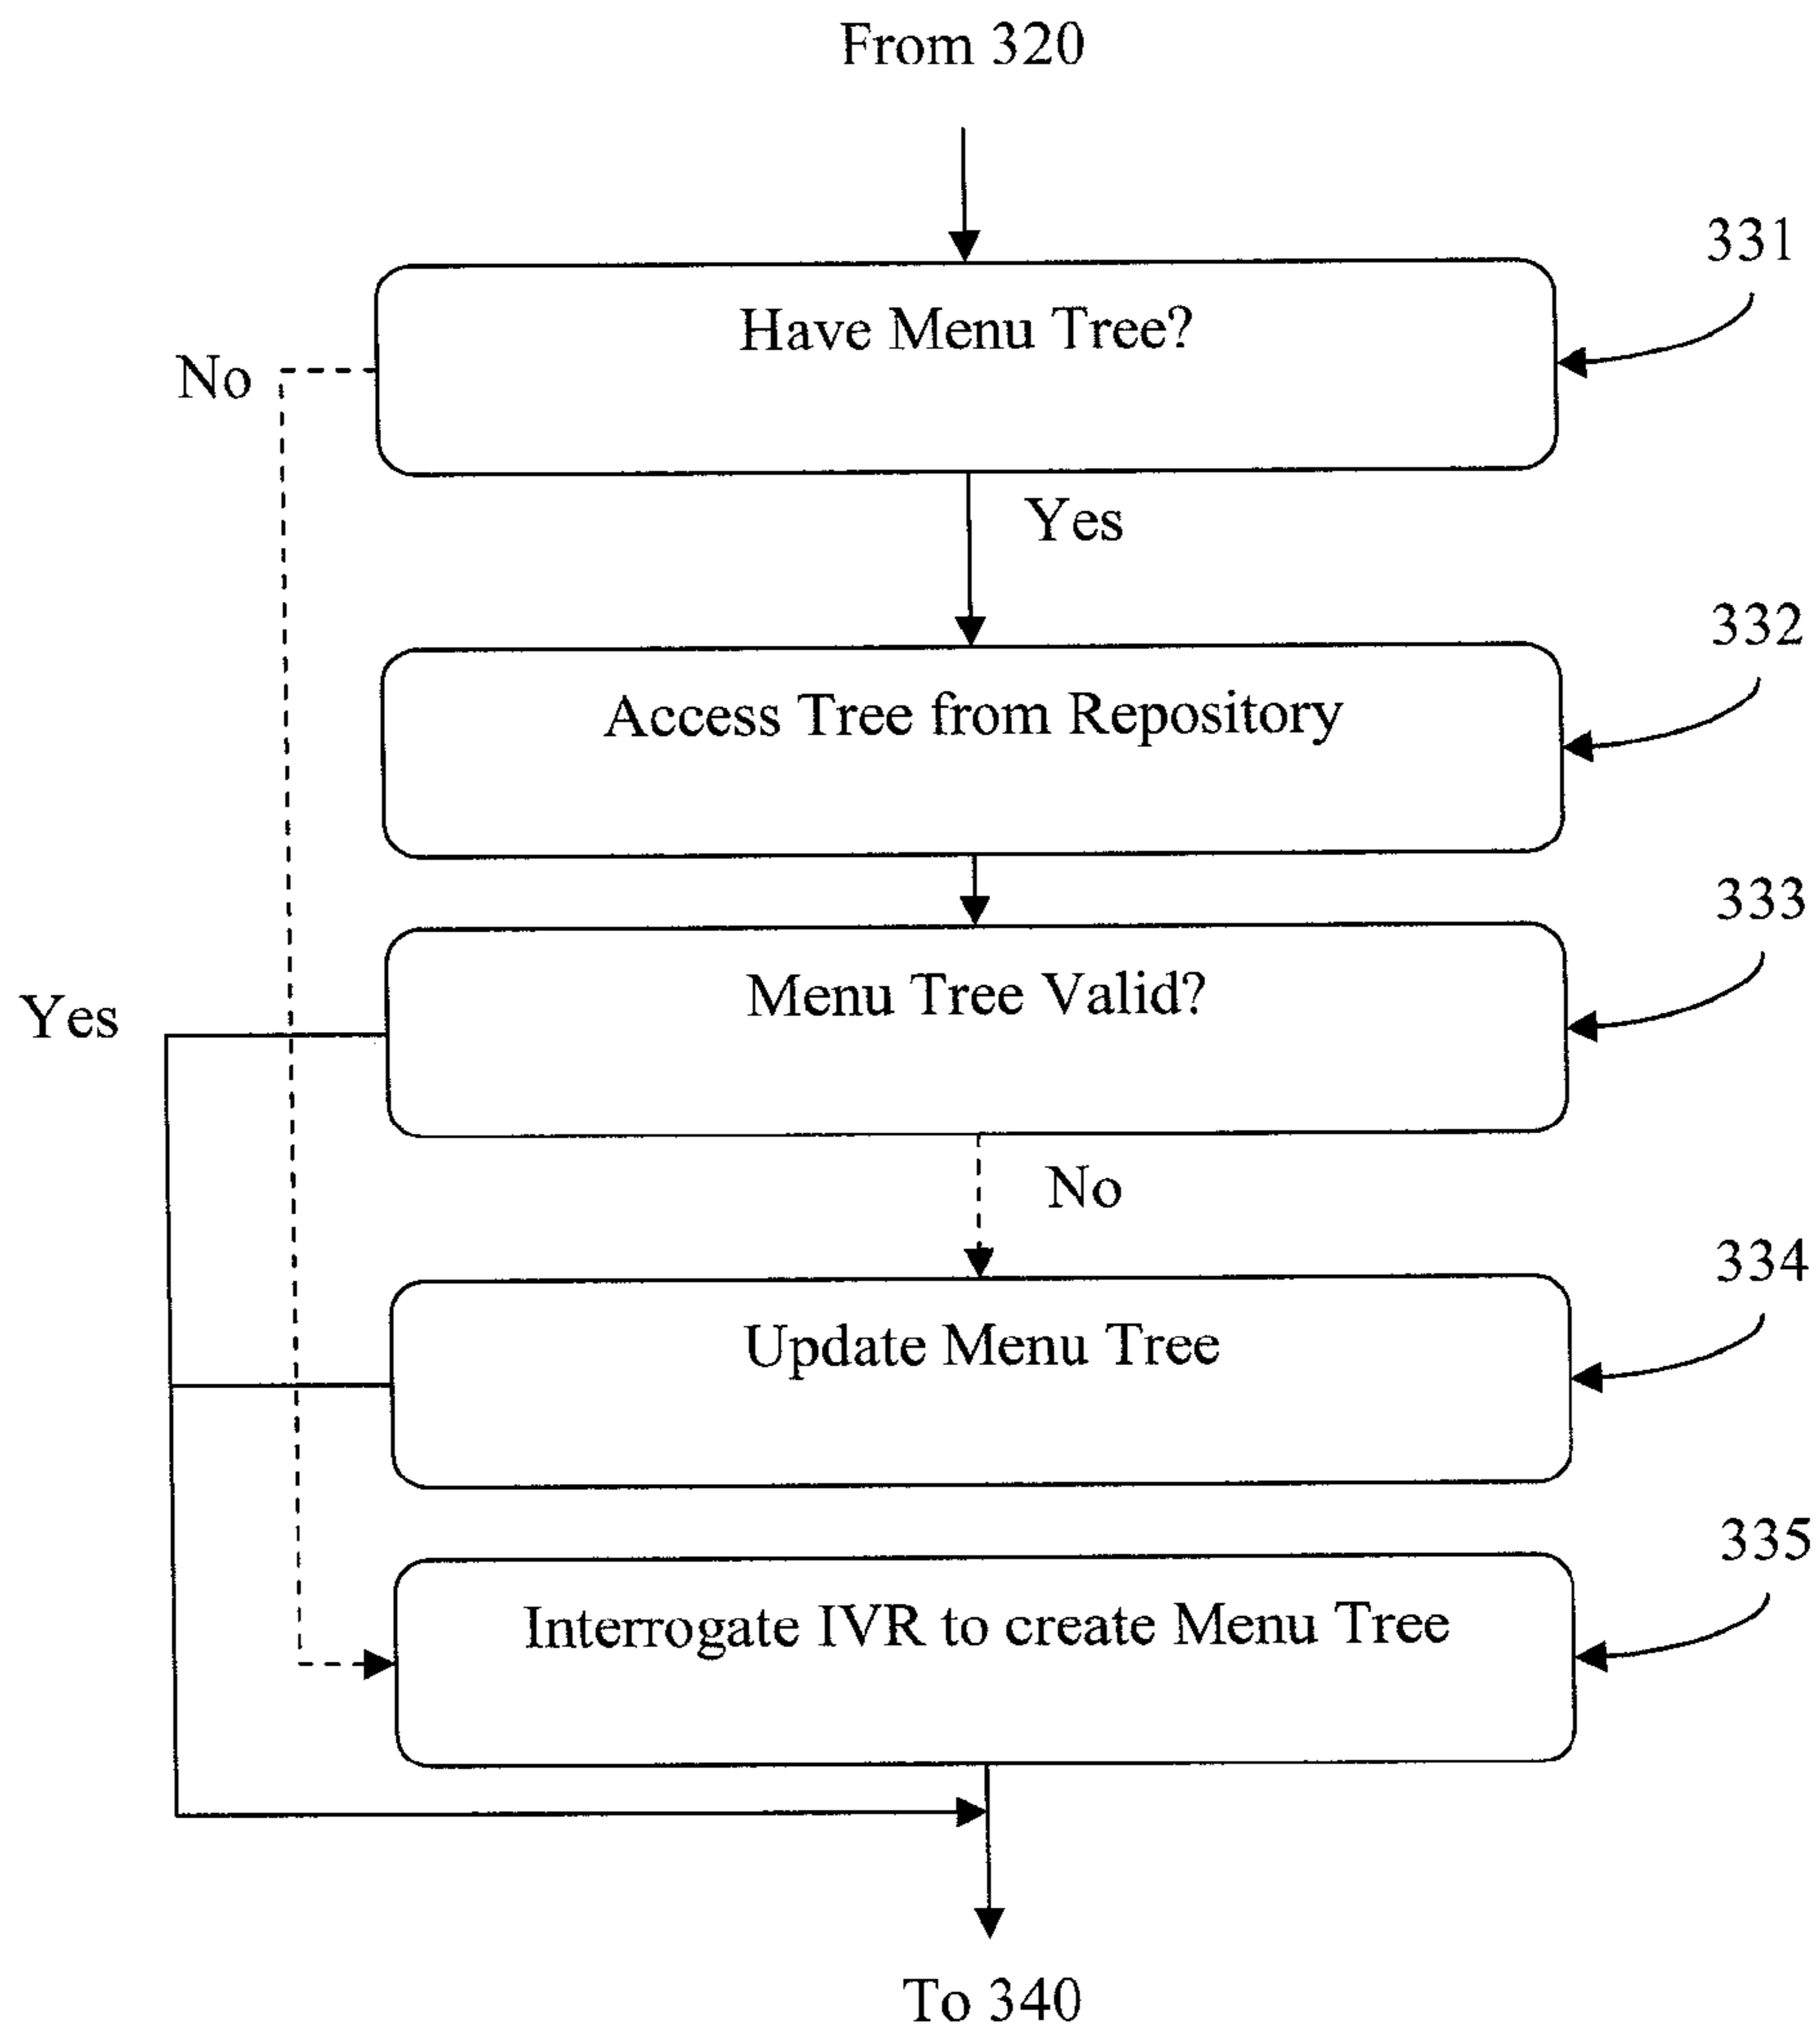 From 320
331
Have Menu Tree?
No
Yes
332
Access Tree from Repository
333
Menu Tree Valid?
Yes
No
334
Update Menu Tree
335
Interrogate IVR to create Menu Tree
To 340